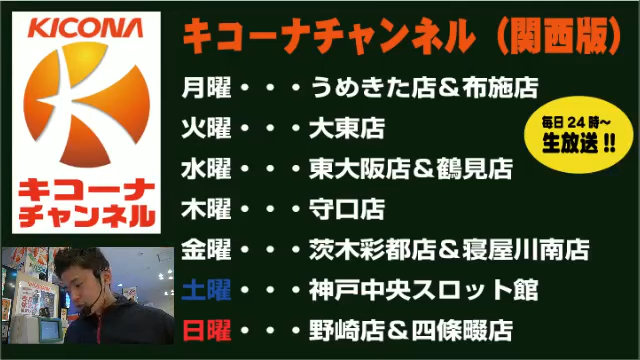 KICONA
キコーナ
チャンネル
キコーナチャンネル（関西版）
月曜・・・うめきた店＆布施店
火曜・・・大東店
水曜・・・東大阪店＆鶴見店
木曜・・・守口店
金曜・・・茨木彩都店＆寝屋川南店
土曜・・・神戸中央スロット館
日曜・・・野崎店＆四條畷店
毎日24時～
生放送!!